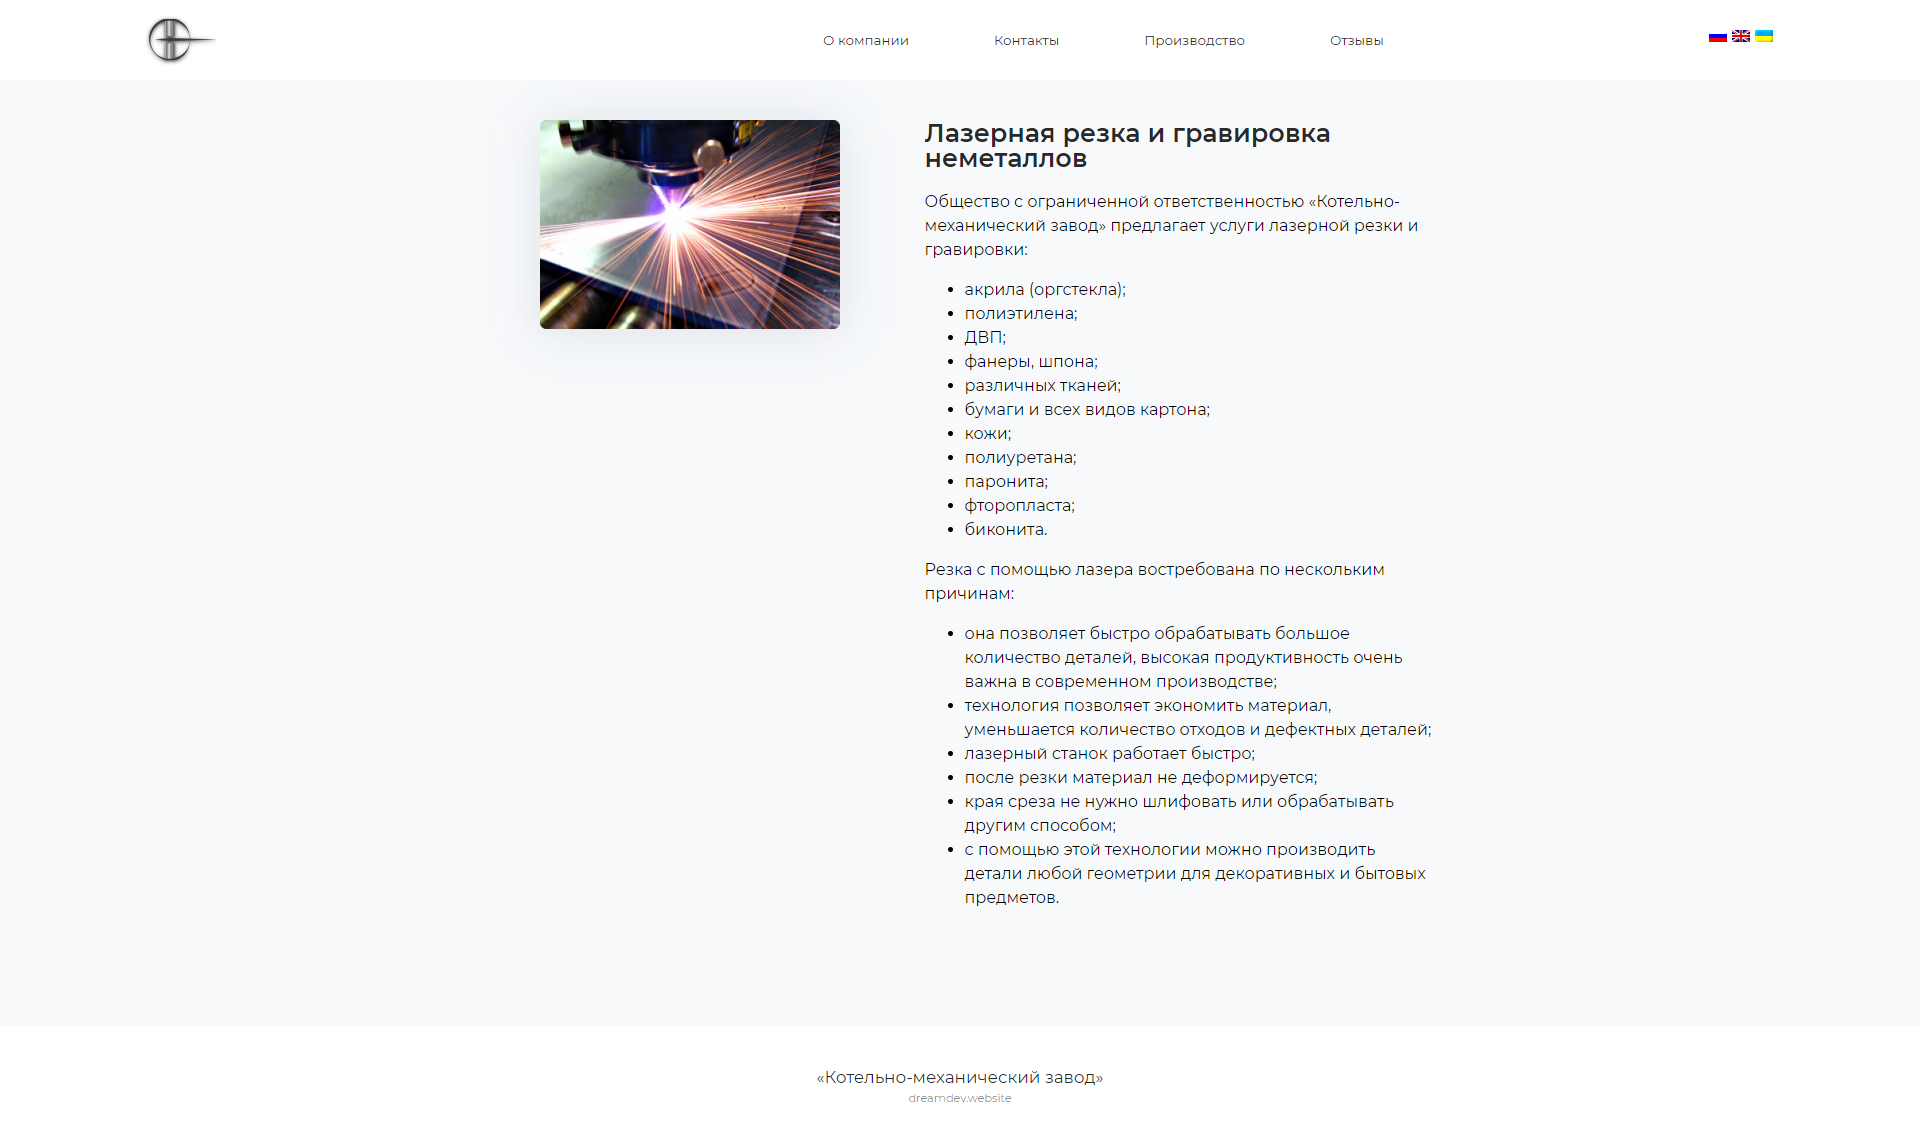 О компании
Контакты
Производство
Отзывы
Лазерная резка и гравировка
неметаллов
Общество с ограниченной ответственностью «Котельно-
механический завод» предлагает услуги лазерной резки и
гравировки:
• акрила (оргстекла);
• полиэтилена;
• ДВП;
• фанеры, шпона;
• различных тканей;
• бумаги и всех видов картона;
• кожи;
• полиуретана;
• паронита;
• фторопласта;
• биконита.
Резка с помощью лазера востребована по нескольким
причинам:
• она позволяет быстро обрабатывать большое
количество деталей, высокая продуктивность очень
важна в современном производстве;
• технология позволяет экономить материал,
уменьшается количество отходов и дефектных деталей;
• лазерный станок работает быстро;
• после резки материал не деформируется;
• края среза не нужно шлифовать или обрабатывать
другим способом;
• с помощью этой технологии можно производить
детали любой геометрии для декоративных и бытовых
предметов.
«Котельно-механический завод»
dreamdev.website